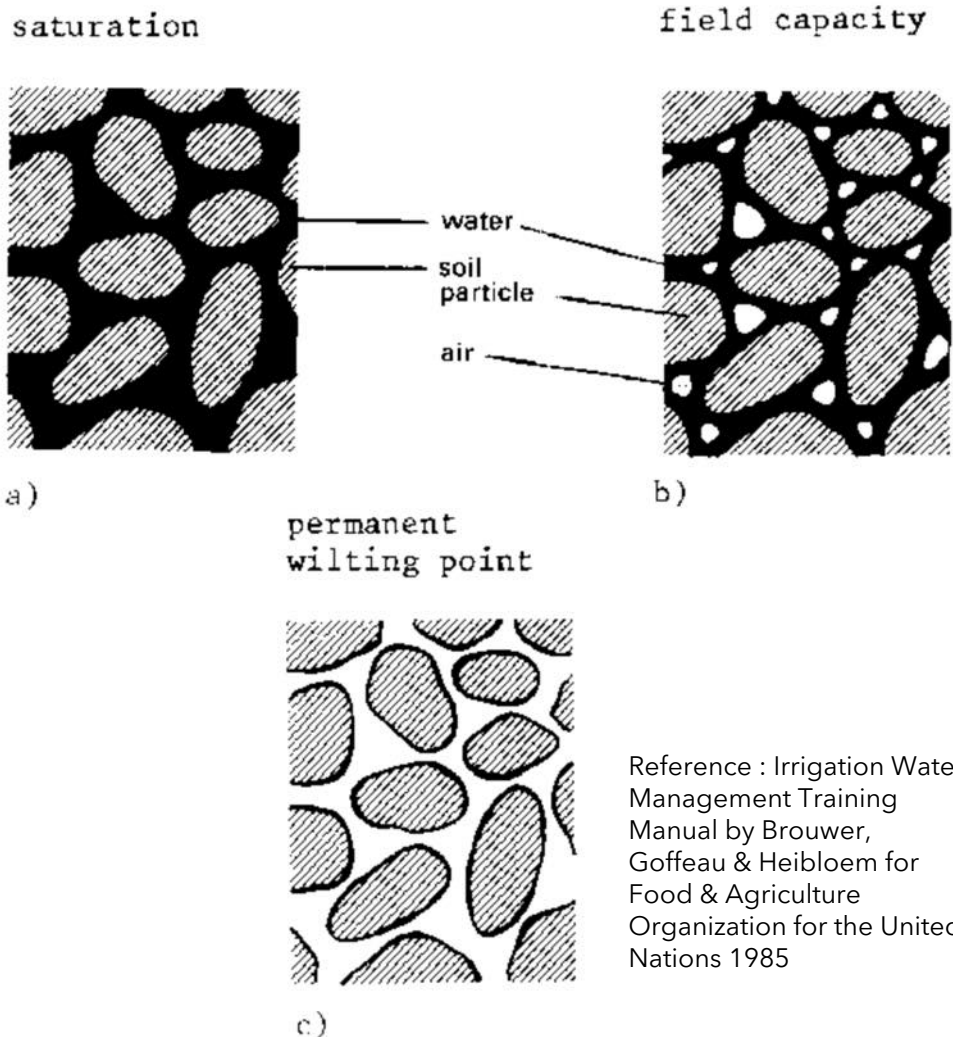 saturation
field capacity
water
soil
particle
air
a)
b)
permanent
wilting point
c)
Reference : Irrigation Wate
Management Training
Manual by Brouwer,
Goffeau & Heibloem for
Food & Agriculture
Organization for the United
Nations 1985